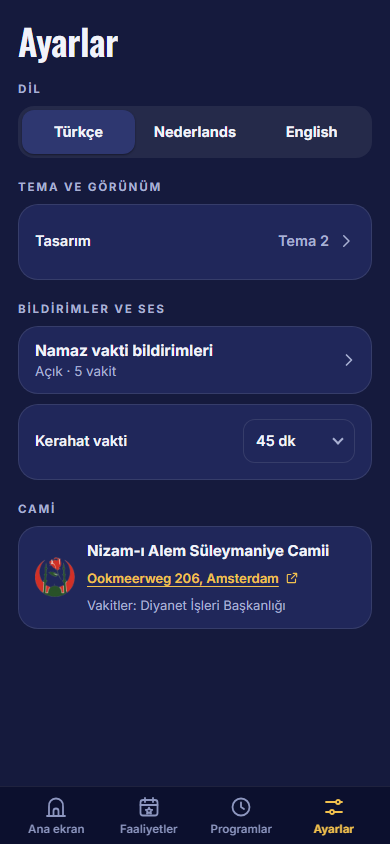 Ayarlar
DİL
Türkçe
Nederlands
English
TEMA VE GÖRÜNÜM
Tasarım
Tema 2
BİLDİRİMLER VE SES
Namaz vakti bildirimleri
Açık · 5 vakit
Kerahat vakti
45 dk
CAMİ
Nizam-ı Alem Süleymaniye Camii
Ookmeerweg 206, Amsterdam
Vakitler: Diyanet İşleri Başkanlığı
Ana ekran
Faaliyetler
Programlar
Ayarlar